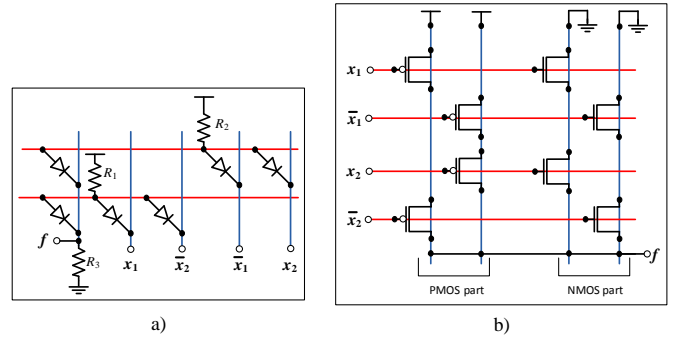 R₂
R₁
f
R₃
x₁
x̄₂
x̄₁
x₂
a)
x₁
x̄₁
x₂
x̄₂
f
PMOS part
NMOS part
b)